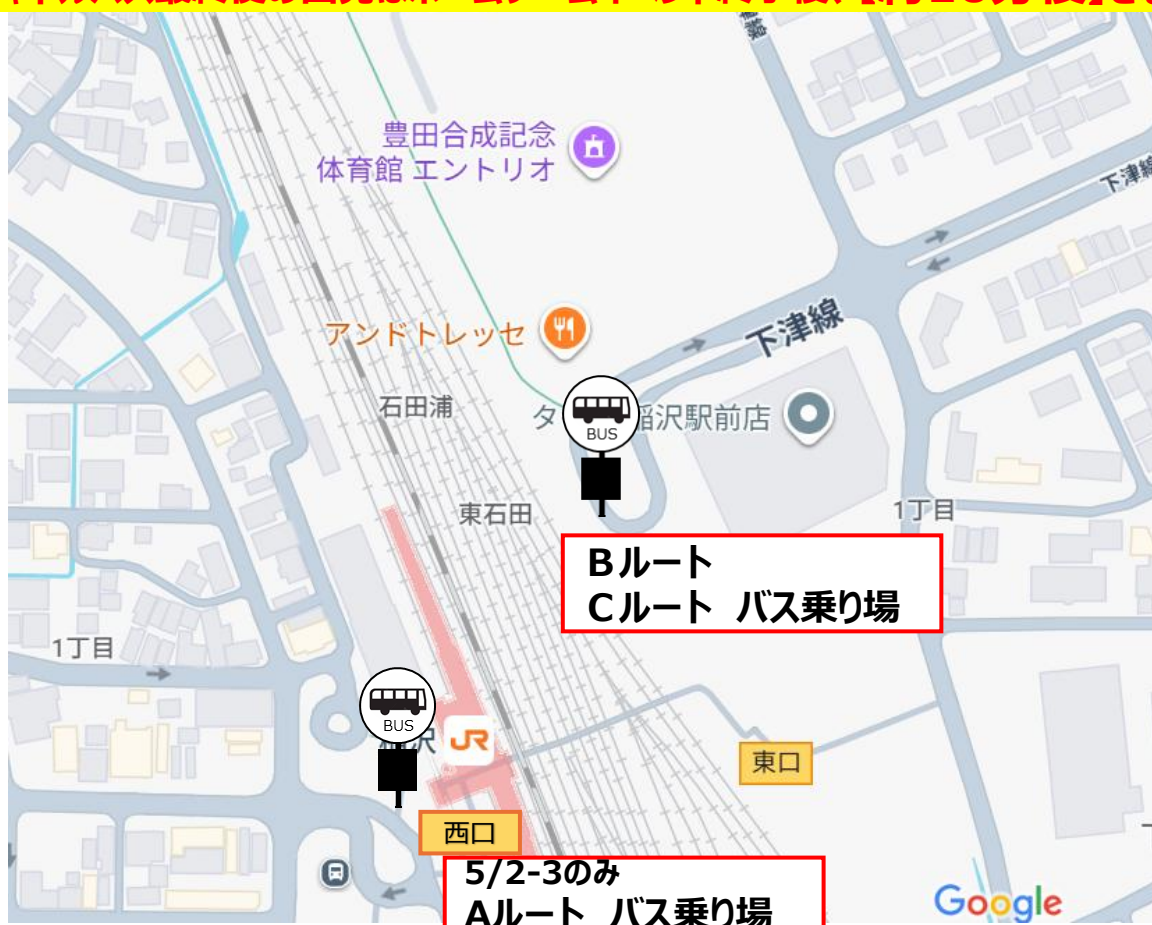 豊田合成記念
体育館 エントリオ
下津線
アンドトレッセ
下津線
石田浦
BUS
稲沢駅前店
東石田
1丁目
Bルート
Cルート バス乗り場
1丁目
BUS
JR
東口
西口
5/2-3のみ
Aルート バス乗り場
Google